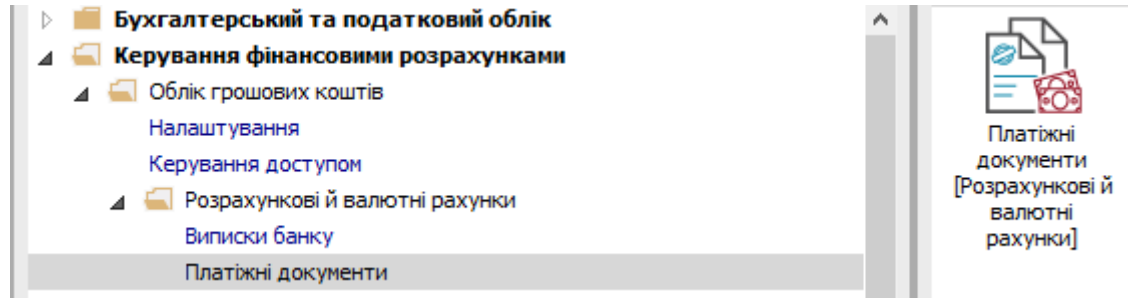 Бухгалтерський та податковий облік
Керування фінансовими розрахунками
Облік грошових коштів
Налаштування
Керування доступом
Розрахункові й валютні рахунки
Виписки банку
Платіжні документи
Платіжні
документи
[Розрахункові й
валютні
рахунки]